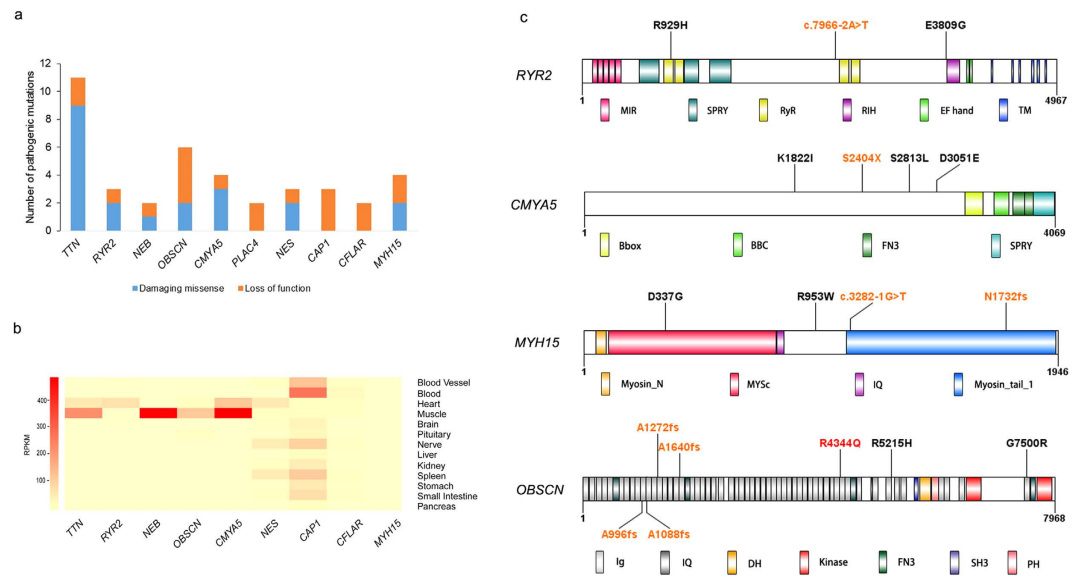 a
Number of pathogenic mutations
12
10
8
6
4
2
0
TTN
RYR2
NEB
OBSCN
CMYA5
PLAC4
NES
CAP1
CFLAR
MYH15
Damaging missense
Loss of function
b
RPKM
400
300
200
100
Blood Vessel
Blood
Heart
Muscle
Brain
Pituitary
Nerve
Liver
Kidney
Spleen
Stomach
Small Intestine
Pancreas
TTN
RYR2
NEB
OBSCN
CMYA5
NES
CAP1
CFLAR
MYH15
c
R929H c.7966-2A>T E3809G
RYR2
1 4967
MIR SPRY RyR RIH EF hand TM
K1822I S2404X S2813L D3051E
CMYA5
1 4069
Bbox BBC FN3 SPRY
D337G R953W c.3282-1G>T N1732fs
MYH15
1 1946
Myosin_N MYSc IQ Myosin_tail_1
A1272fs
A1640fs R4344Q R5215H G7500R
OBSCN
1 7968
A996fs A1088fs
Ig IQ DH Kinase FN3 SH3 PH